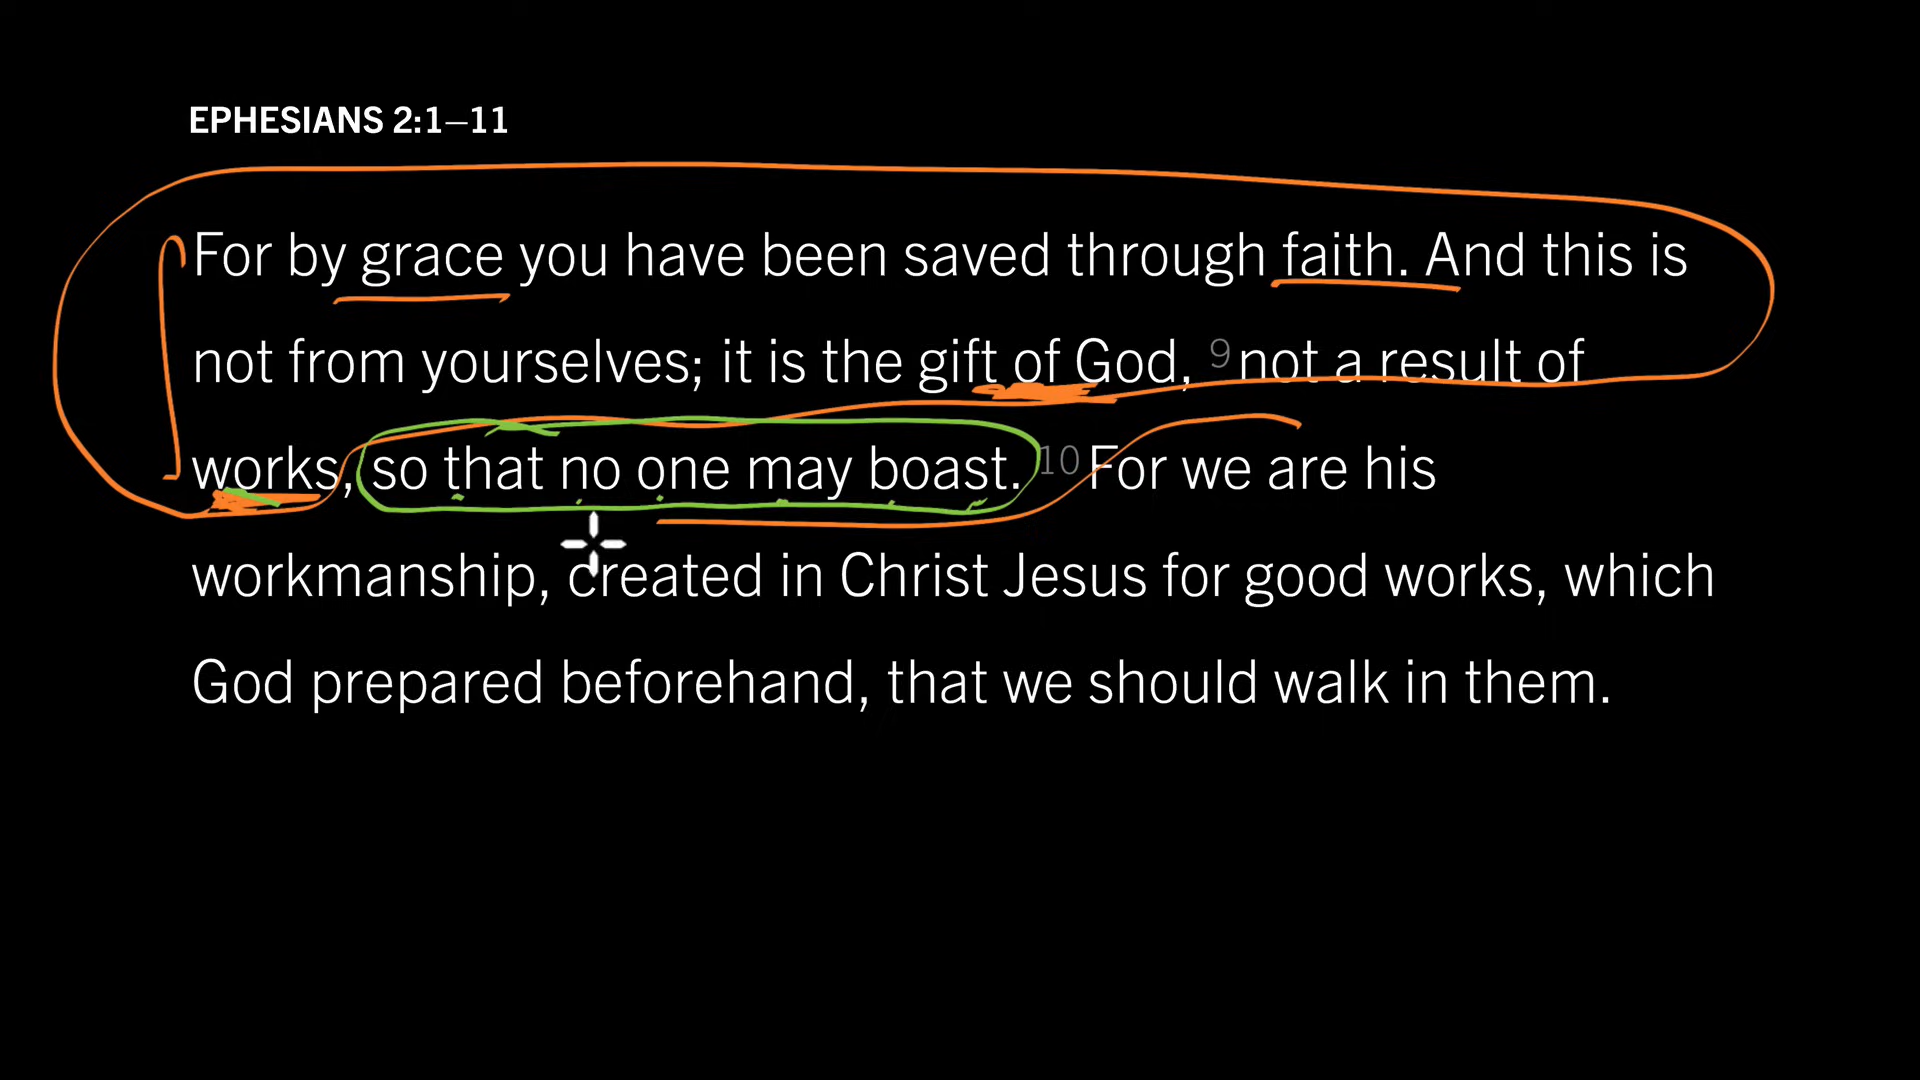 EPHESIANS 2:1–11
For by grace you have been saved through faith. And this is
not from yourselves; it is the gift of God, 9 not a result of
works, so that no one may boast. 10 For we are his
workmanship, created in Christ Jesus for good works, which
God prepared beforehand, that we should walk in them.